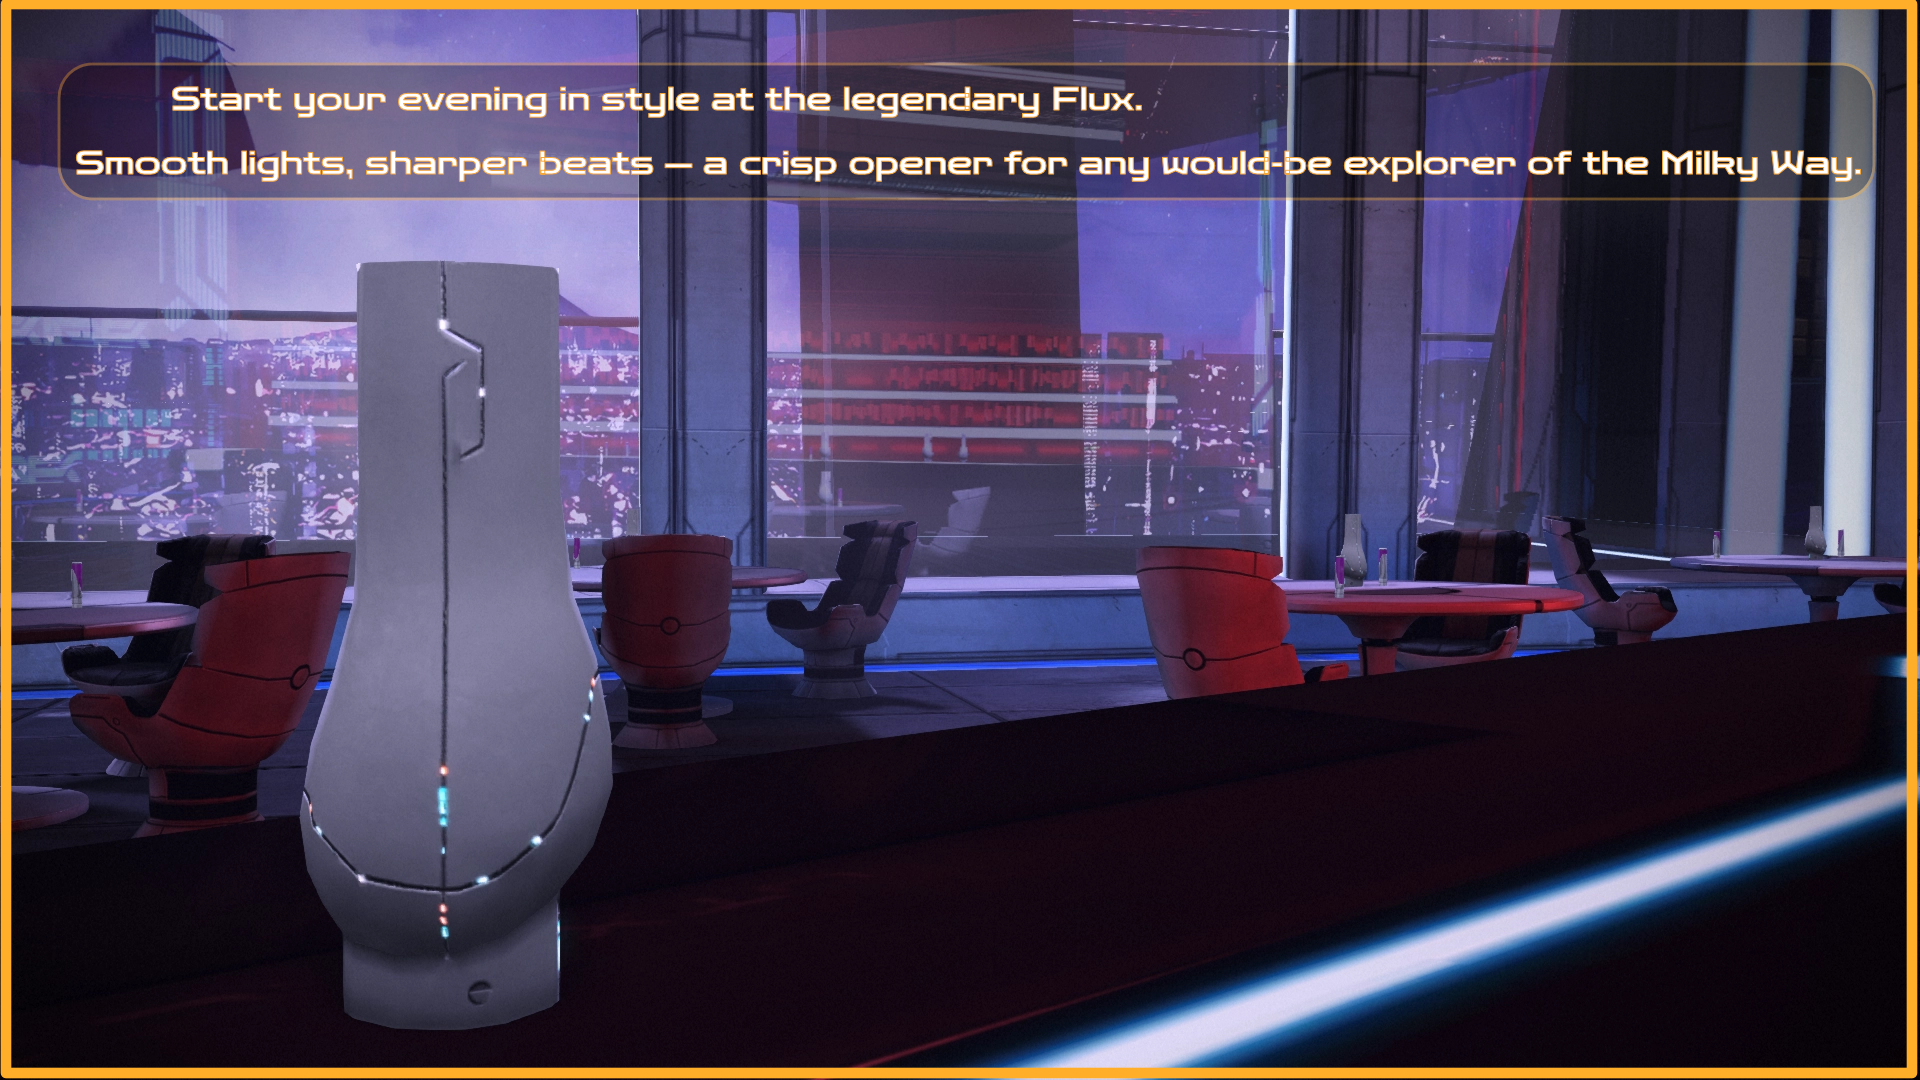 Start your evening in style at the legendary Flux.
Smooth lights, sharper beats — a crisp opener for any would-be explorer of the Milky Way.